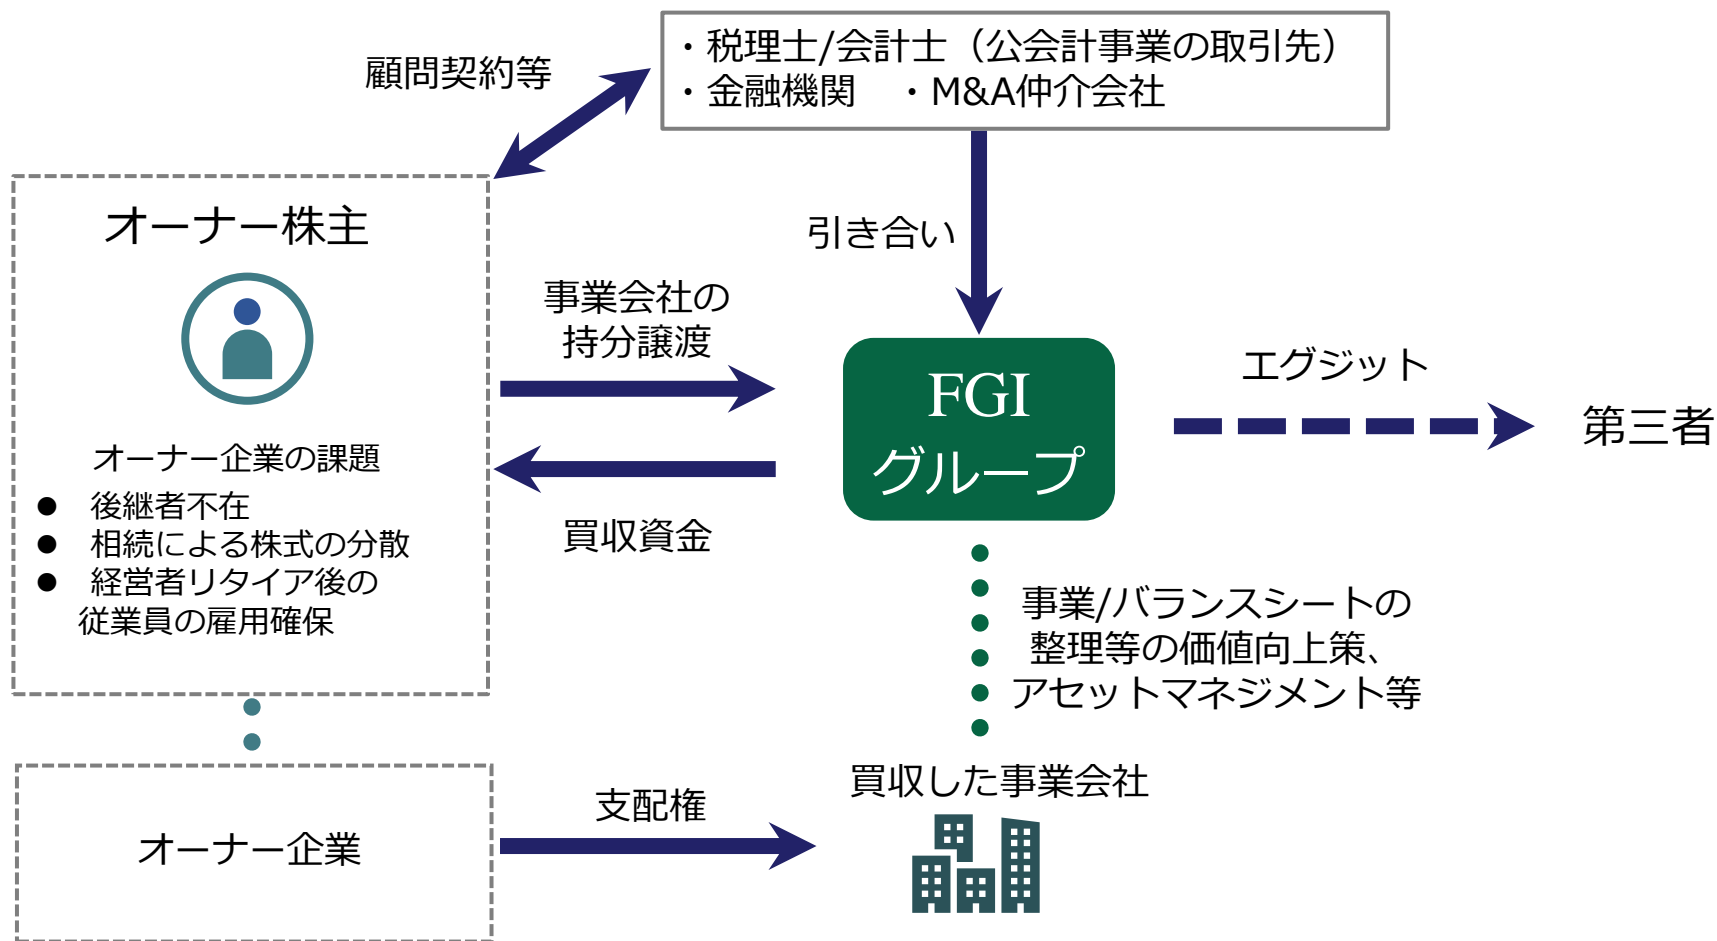 ・税理士/会計士（公会計事業の取引先）
・金融機関　・M&A仲介会社
顧問契約等
オーナー株主
引き合い
事業会社の
持分譲渡
エグジット
FGI
グループ
第三者
オーナー企業の課題
● 後継者不在
● 相続による株式の分散
● 経営者リタイア後の
従業員の雇用確保
買収資金
事業/バランスシートの
整理等の価値向上策、
アセットマネジメント等
買収した事業会社
支配権
オーナー企業